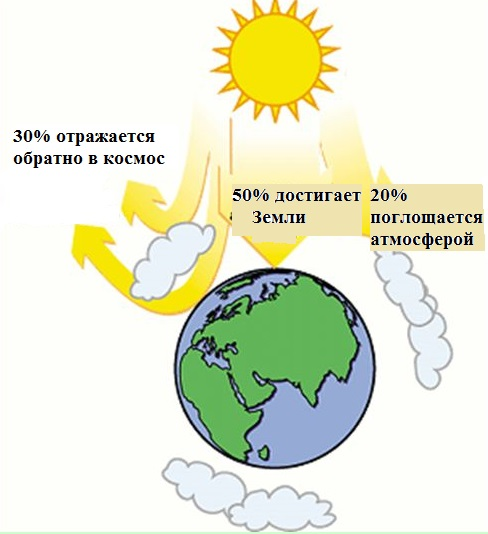 30% отражается
обратно в космос
50% достигает
Земли
20%
поглощается
атмосферой